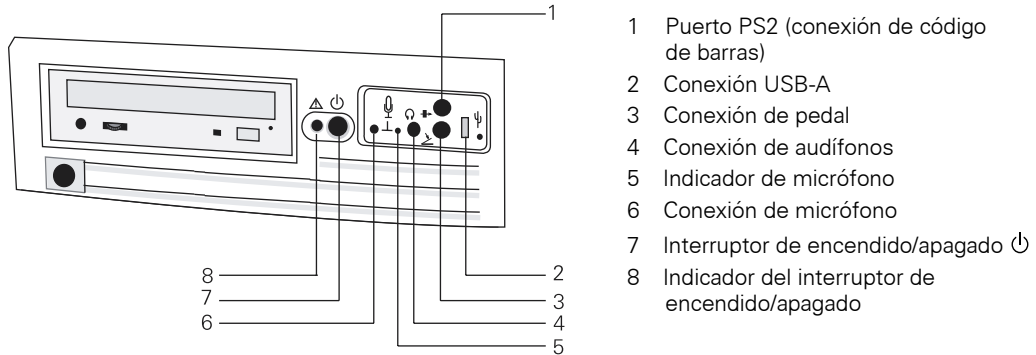 1
8
7
6
2
3
4
5
1 Puerto PS2 (conexión de código
de barras)
2 Conexión USB-A
3 Conexión de pedal
4 Conexión de audífonos
5 Indicador de micrófono
6 Conexión de micrófono
7 Interruptor de encendido/apagado
8 Indicador del interruptor de
encendido/apagado